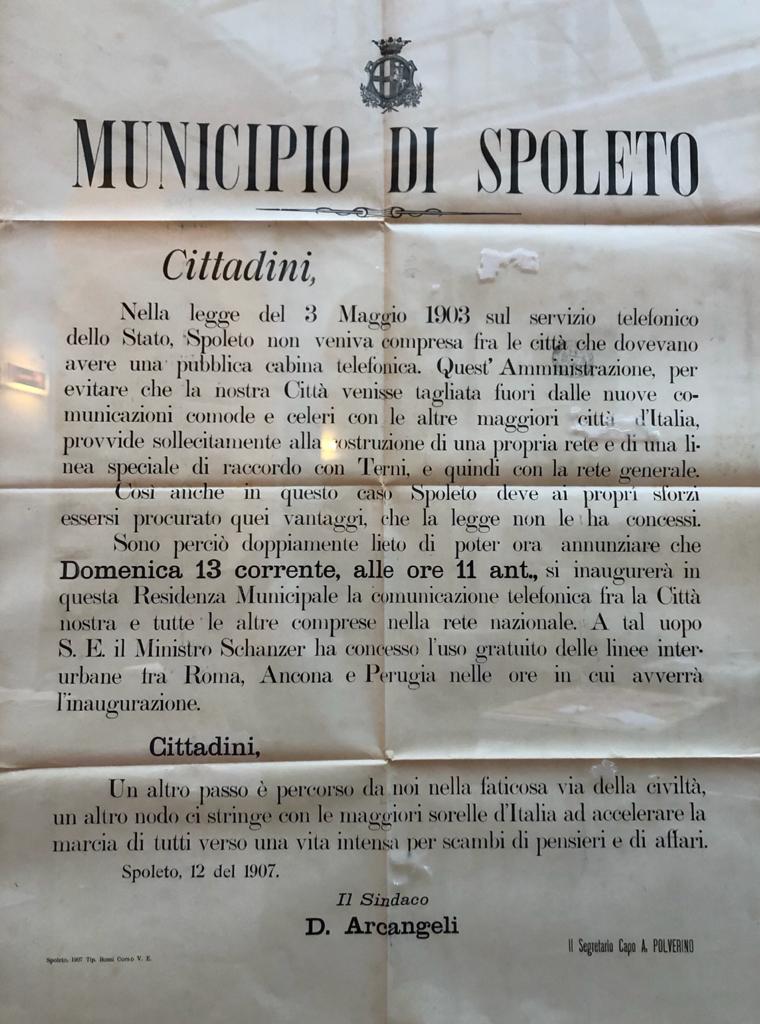 MUNICIPIO DI SPOLETO
Cittadini,
Nella legge del 3 Maggio 1903 sul servizio telefonico
dello Stato, Spoleto non veniva compresa fra le città che dovevano
avere una pubblica cabina telefonica. Quest' Amministrazione, per
evitare che la nostra Città venisse tagliata fuori dalle nuove co-
municazioni comode e celeri con le altre maggiori città d'Italia,
provvide sollecitamente alla costruzione di una propria rete e di una li-
nea speciale di raccordo con Terni, e quindi con la rete generale.
Così anche in questo caso Spoleto deve ai propri sforzi
essersi procurato quei vantaggi, che la legge non le ha concessi.
Sono perciò doppiamente lieto di poter ora annunziare che
Domenica 13 corrente, alle ore 11 ant., si inaugurerà in
questa Residenza Municipale la comunicazione telefonica fra la Città
nostra e tutte le altre comprese nella rete nazionale. A tal uopo
S. E. il Ministro Schanzer ha concesso l'uso gratuito delle linee inter-
urbane fra Roma, Ancona e Perugia nelle ore in cui avverrà
l'inaugurazione.
Cittadini,
Un altro passo è percorso da noi nella faticosa via della civiltà,
un altro nodo ci stringe con le maggiori sorelle d'Italia ad accelerare la
marcia di tutti verso una vita intensa per scambi di pensieri e di affari.
Spoleto, 12 del 1907.
Il Sindaco
D. Arcangeli
Il Segretario Capo A. POLVERINO
Spoleto, 1907 Tip. Bossi Corso V. E.